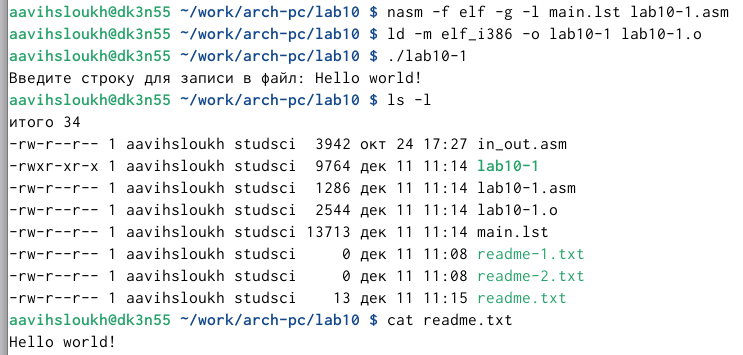 aavihsloukh@dk3n55 ~/work/arch-pc/lab10 $ nasm -f elf -g -l main.lst lab10-1.asm
aavihsloukh@dk3n55 ~/work/arch-pc/lab10 $ ld -m elf_i386 -o lab10-1 lab10-1.o
aavihsloukh@dk3n55 ~/work/arch-pc/lab10 $ ./lab10-1
Введите строку для записи в файл: Hello world!
aavihsloukh@dk3n55 ~/work/arch-pc/lab10 $ ls -l
итого 34
-rw-r--r-- 1 aavihsloukh studsci  3942 окт 24 17:27 in_out.asm
-rwxr-xr-x 1 aavihsloukh studsci  9764 дек 11 11:14 lab10-1
-rw-r--r-- 1 aavihsloukh studsci  1286 дек 11 11:14 lab10-1.asm
-rw-r--r-- 1 aavihsloukh studsci  2544 дек 11 11:14 lab10-1.o
-rw-r--r-- 1 aavihsloukh studsci 13713 дек 11 11:14 main.lst
-rw-r--r-- 1 aavihsloukh studsci     0 дек 11 11:08 readme-1.txt
-rw-r--r-- 1 aavihsloukh studsci     0 дек 11 11:08 readme-2.txt
-rw-r--r-- 1 aavihsloukh studsci    13 дек 11 11:15 readme.txt
aavihsloukh@dk3n55 ~/work/arch-pc/lab10 $ cat readme.txt
Hello world!